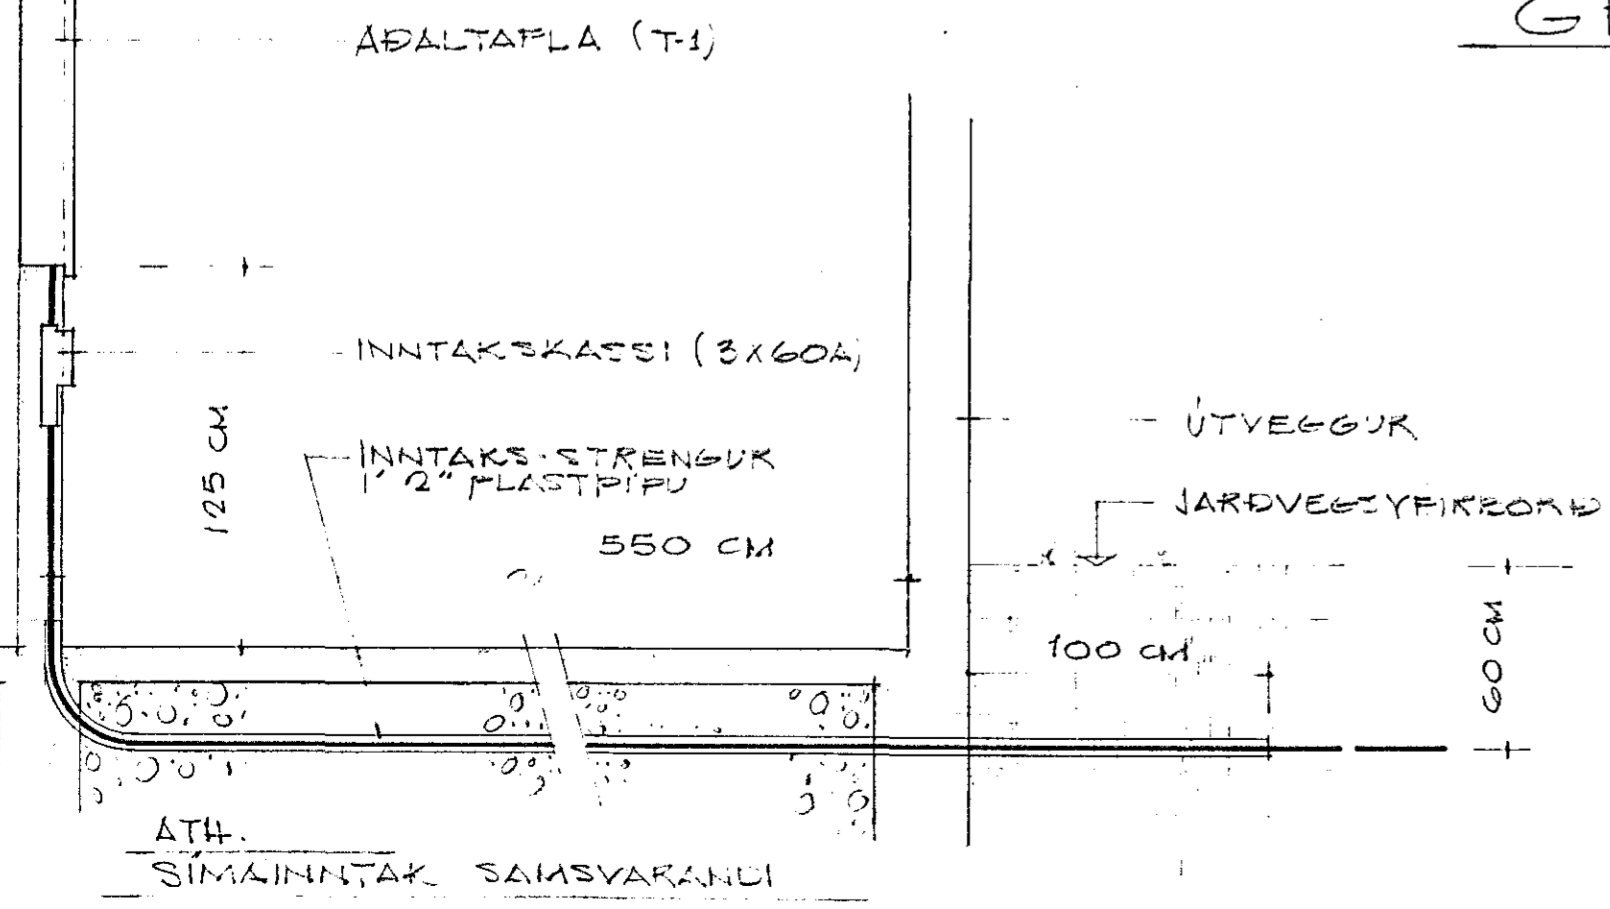 AÐALTAFLA (T-1)
INNTAKSKASSI (3X60A)
125 CM
INNTAKS-STRENGUR
Í 2" PLASTPÍPU
550 CM
ÚTVEGGUR
JARÐVEGSYFIRBORÐ
100 CM
60 CM
ATH.
SÍMAINNTAK SAMSVARANDI